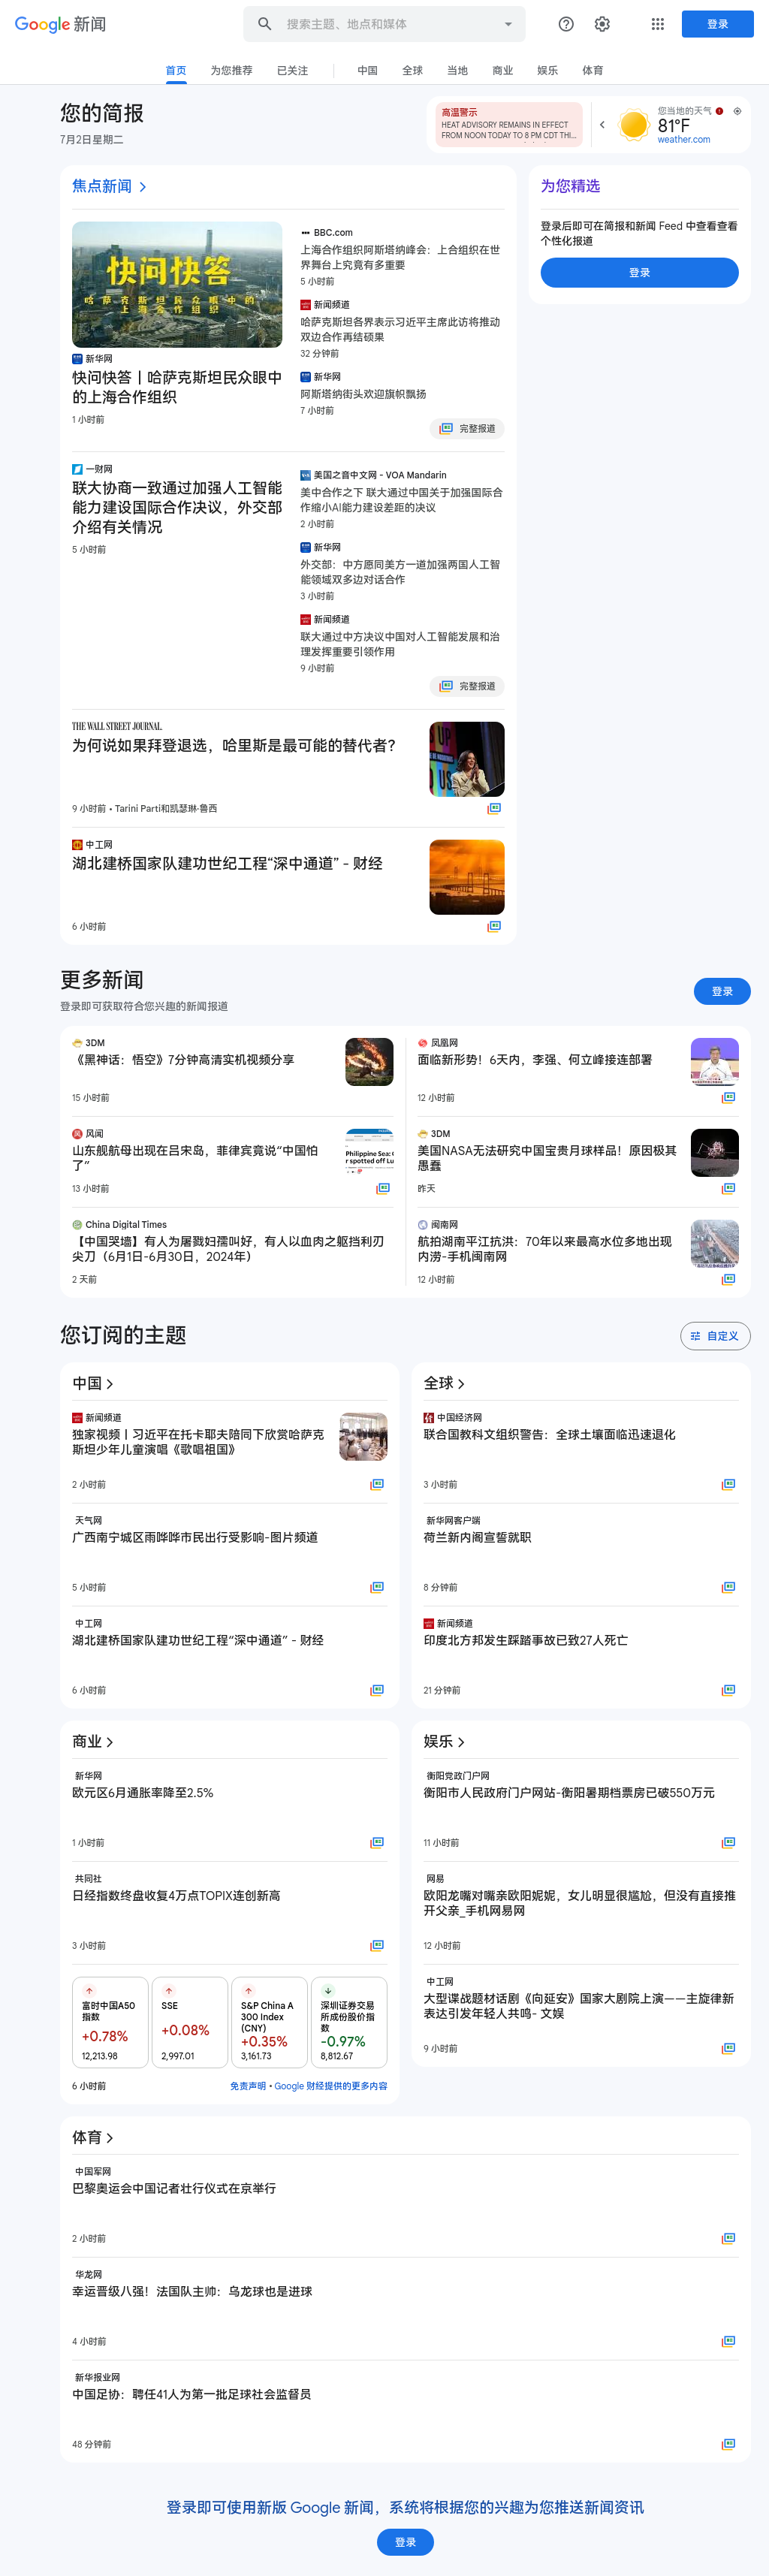 Google 新闻
搜索主题、地点和媒体
登录
首页
为您推荐
已关注
中国
全球
当地
商业
娱乐
体育
您的简报
7月2日星期二
高温警示
HEAT ADVISORY REMAINS IN EFFECT
FROM NOON TODAY TO 8 PM CDT THI...
您当地的天气
81°F
weather.com
焦点新闻
快问快答
哈萨克斯坦民众眼中的
上海合作组织
新华网
快问快答丨哈萨克斯坦民众眼中
的上海合作组织
1 小时前
BBC.com
上海合作组织阿斯塔纳峰会：上合组织在世
界舞台上究竟有多重要
5 小时前
新闻频道
哈萨克斯坦各界表示习近平主席此访将推动
双边合作再结硕果
32 分钟前
新华网
阿斯塔纳街头欢迎旗帜飘扬
7 小时前
完整报道
一财网
联大协商一致通过加强人工智能
能力建设国际合作决议，外交部
介绍有关情况
5 小时前
美国之音中文网 - VOA Mandarin
美中合作之下 联大通过中国关于加强国际合
作缩小AI能力建设差距的决议
2 小时前
新华网
外交部：中方愿同美方一道加强两国人工智
能领域双多边对话合作
3 小时前
新闻频道
联大通过中方决议中国对人工智能发展和治
理发挥重要引领作用
9 小时前
完整报道
THE WALL STREET JOURNAL.
为何说如果拜登退选，哈里斯是最可能的替代者？
9 小时前 • Tarini Parti和凯瑟琳·鲁西
中工网
湖北建桥国家队建功世纪工程“深中通道” - 财经
6 小时前
为您精选
登录后即可在简报和新闻 Feed 中查看查看
个性化报道
登录
更多新闻
登录即可获取符合您兴趣的新闻报道
登录
3DM
《黑神话：悟空》7分钟高清实机视频分享
15 小时前
凤凰网
面临新形势！6天内，李强、何立峰接连部署
12 小时前
风闻
山东舰航母出现在吕宋岛，菲律宾竟说“中国怕
了”
13 小时前
Philippine Sea: C
r spotted off Lu
3DM
美国NASA无法研究中国宝贵月球样品！原因极其
愚蠢
昨天
China Digital Times
【中国哭墙】有人为屠戮妇孺叫好，有人以血肉之躯挡利刃
尖刀（6月1日-6月30日，2024年）
2 天前
闽南网
航拍湖南平江抗洪：70年以来最高水位多地出现
内涝-手机闽南网
12 小时前
您订阅的主题
自定义
中国
新闻频道
独家视频丨习近平在托卡耶夫陪同下欣赏哈萨克
斯坦少年儿童演唱《歌唱祖国》
2 小时前
天气网
广西南宁城区雨哗哗市民出行受影响-图片频道
5 小时前
中工网
湖北建桥国家队建功世纪工程“深中通道” - 财经
6 小时前
全球
中国经济网
联合国教科文组织警告：全球土壤面临迅速退化
3 小时前
新华网客户端
荷兰新内阁宣誓就职
8 分钟前
新闻频道
印度北方邦发生踩踏事故已致27人死亡
21 分钟前
商业
新华网
欧元区6月通胀率降至2.5%
1 小时前
共同社
日经指数终盘收复4万点TOPIX连创新高
3 小时前
富时中国A50
指数
+0.78%
12,213.98
SSE
+0.08%
2,997.01
S&P China A
300 Index
(CNY)
+0.35%
3,161.73
深圳证券交易
所成份股价指
数
-0.97%
8,812.67
6 小时前
免责声明 • Google 财经提供的更多内容
娱乐
衡阳党政门户网
衡阳市人民政府门户网站-衡阳暑期档票房已破550万元
11 小时前
网易
欧阳龙嘴对嘴亲欧阳妮妮，女儿明显很尴尬，但没有直接推
开父亲_手机网易网
12 小时前
中工网
大型谍战题材话剧《向延安》国家大剧院上演——主旋律新
表达引发年轻人共鸣- 文娱
9 小时前
体育
中国军网
巴黎奥运会中国记者壮行仪式在京举行
2 小时前
华龙网
幸运晋级八强！法国队主帅：乌龙球也是进球
4 小时前
新华报业网
中国足协：聘任41人为第一批足球社会监督员
48 分钟前
登录即可使用新版 Google 新闻，系统将根据您的兴趣为您推送新闻资讯
登录